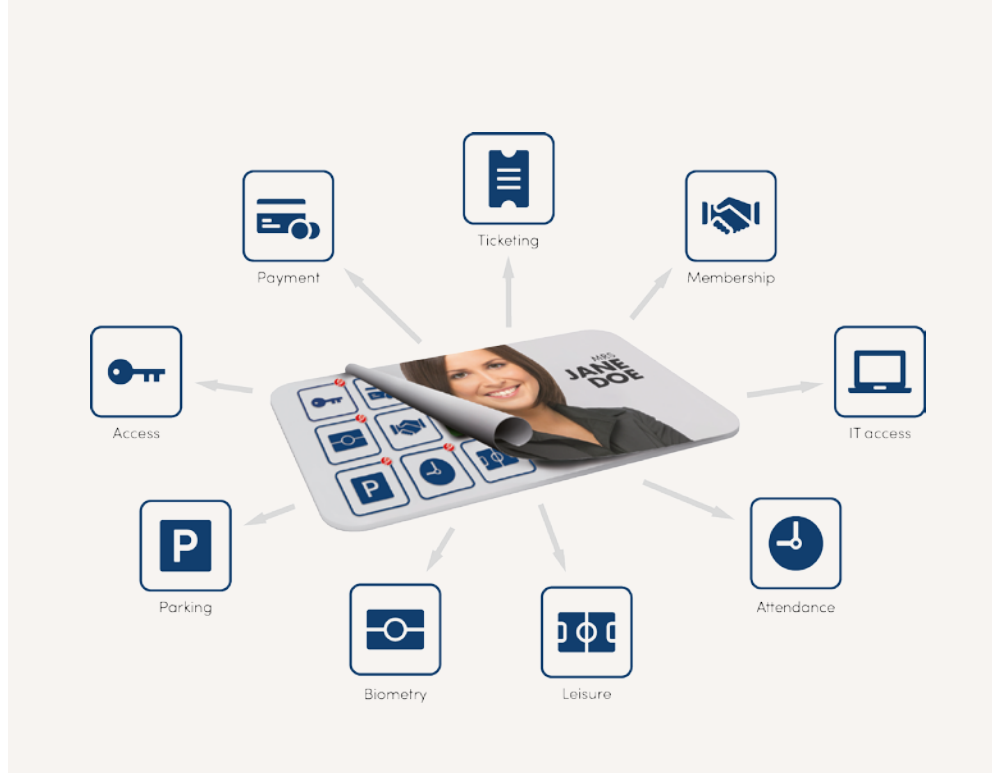 Ticketing
Payment
Membership
MRS
JANE
DOE
Access
IT access
P
P
Parking
Attendance
Biometry
Leisure